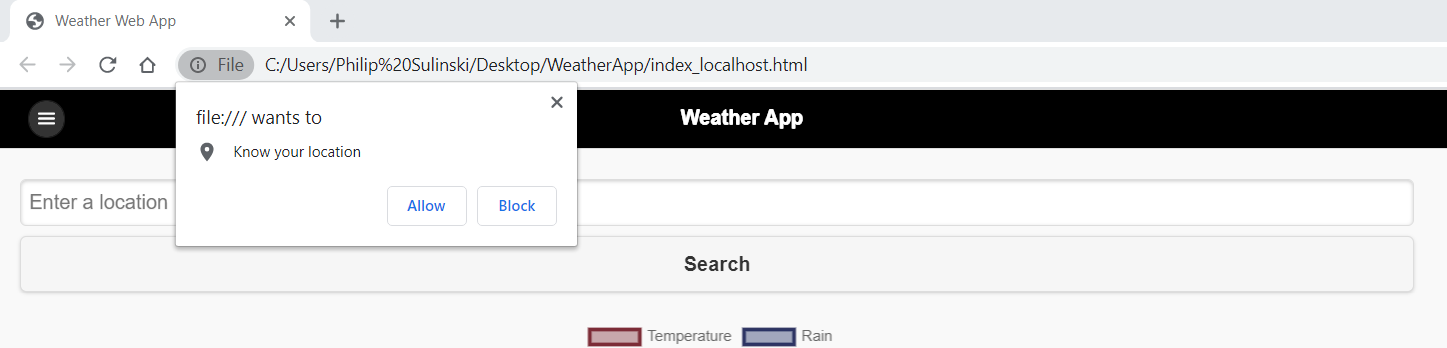 Weather Web App
File C:/Users/Philip%20Sulinski/Desktop/WeatherApp/index_localhost.html
Weather App
file:/// wants to
Know your location
Allow Block
Enter a location
Search
Temperature Rain